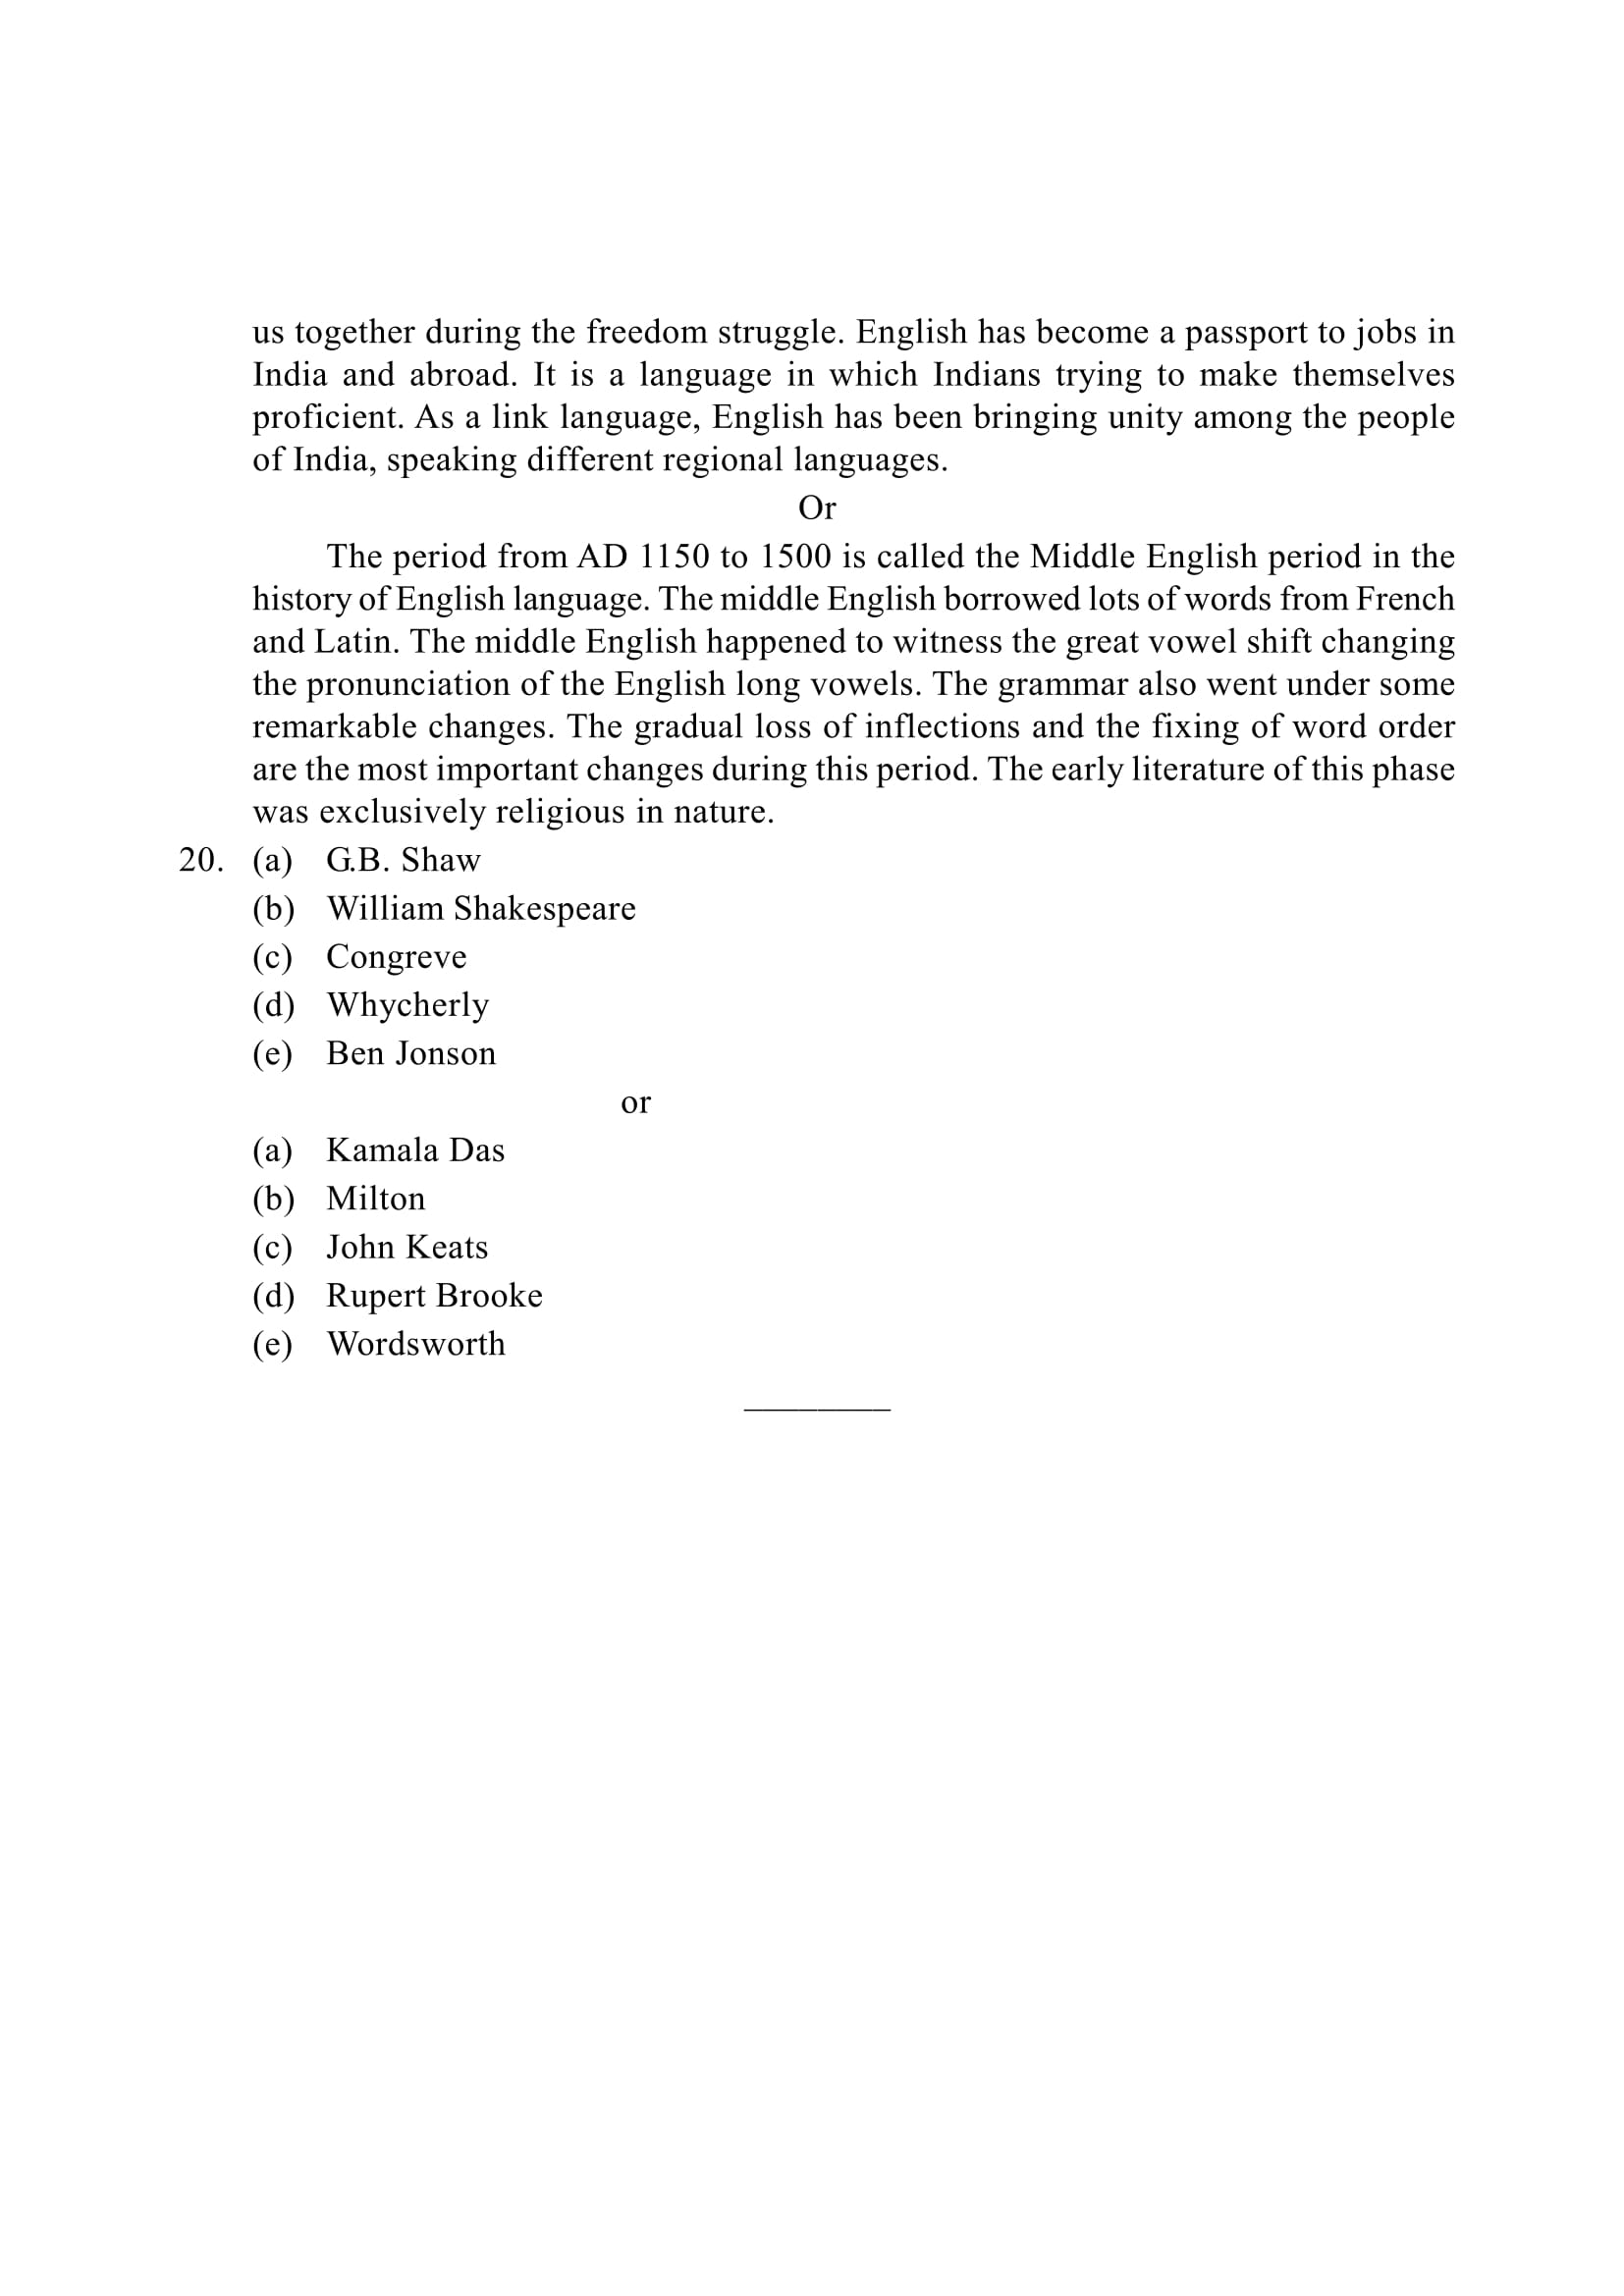 us together during the freedom struggle. English has become a passport to jobs in
India and abroad. It is a language in which Indians trying to make themselves
proficient. As a link language, English has been bringing unity among the people
of India, speaking different regional languages.
Or
The period from AD 1150 to 1500 is called the Middle English period in the
history of English language. The middle English borrowed lots of words from French
and Latin. The middle English happened to witness the great vowel shift changing
the pronunciation of the English long vowels. The grammar also went under some
remarkable changes. The gradual loss of inflections and the fixing of word order
are the most important changes during this period. The early literature of this phase
was exclusively religious in nature.
20. (a) G.B. Shaw
(b) William Shakespeare
(c) Congreve
(d) Whycherly
(e) Ben Jonson
or
(a) Kamala Das
(b) Milton
(c) John Keats
(d) Rupert Brooke
(e) Wordsworth
________